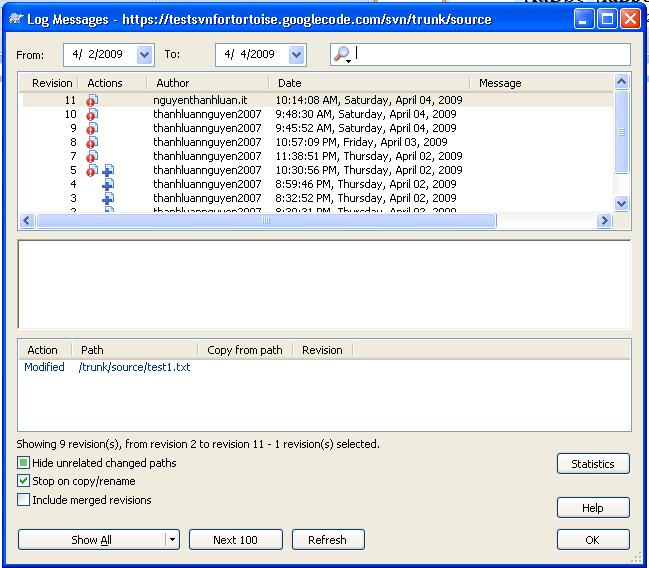 Log Messages - https://testsvnfortortoise.googlecode.com/svn/trunk/source
From: 4/ 2/2009 To: 4/ 4/2009
Revision Actions Author Date Message
11 nguyenthanhluan.it 10:14:08 AM, Saturday, April 04, 2009
10 thanhluannguyen2007 9:48:30 AM, Saturday, April 04, 2009
9 thanhluannguyen2007 9:45:52 AM, Saturday, April 04, 2009
8 thanhluannguyen2007 10:57:09 PM, Friday, April 03, 2009
7 thanhluannguyen2007 11:38:51 PM, Thursday, April 02, 2009
5 thanhluannguyen2007 10:30:56 PM, Thursday, April 02, 2009
4 thanhluannguyen2007 8:59:46 PM, Thursday, April 02, 2009
3 thanhluannguyen2007 8:32:52 PM, Thursday, April 02, 2009
2 thanhluannguyen2007 PM, Thursday, April 02, 2009
Action Path Copy from path Revision
Modified /trunk/source/test1.txt
Showing 9 revision(s), from revision 2 to revision 11 - 1 revision(s) selected.
Hide unrelated changed paths
Statistics
Stop on copy/rename
Include merged revisions
Help
Show All Next 100 Refresh OK